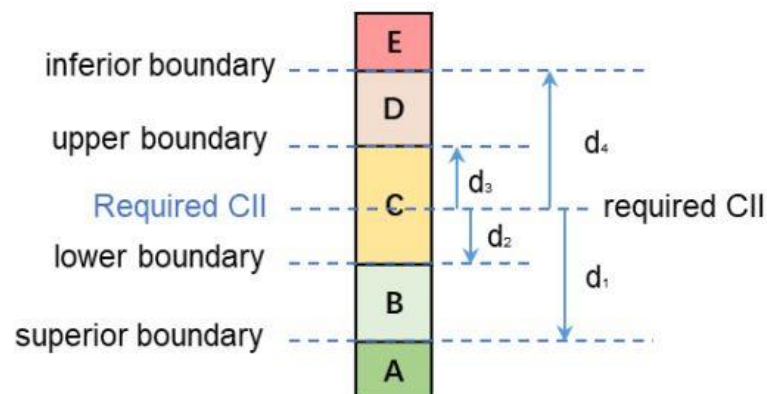 E
inferior boundary
D
upper boundary
d₄
d₃
Required CII
C
required CII
d₂
lower boundary
d₁
B
superior boundary
A